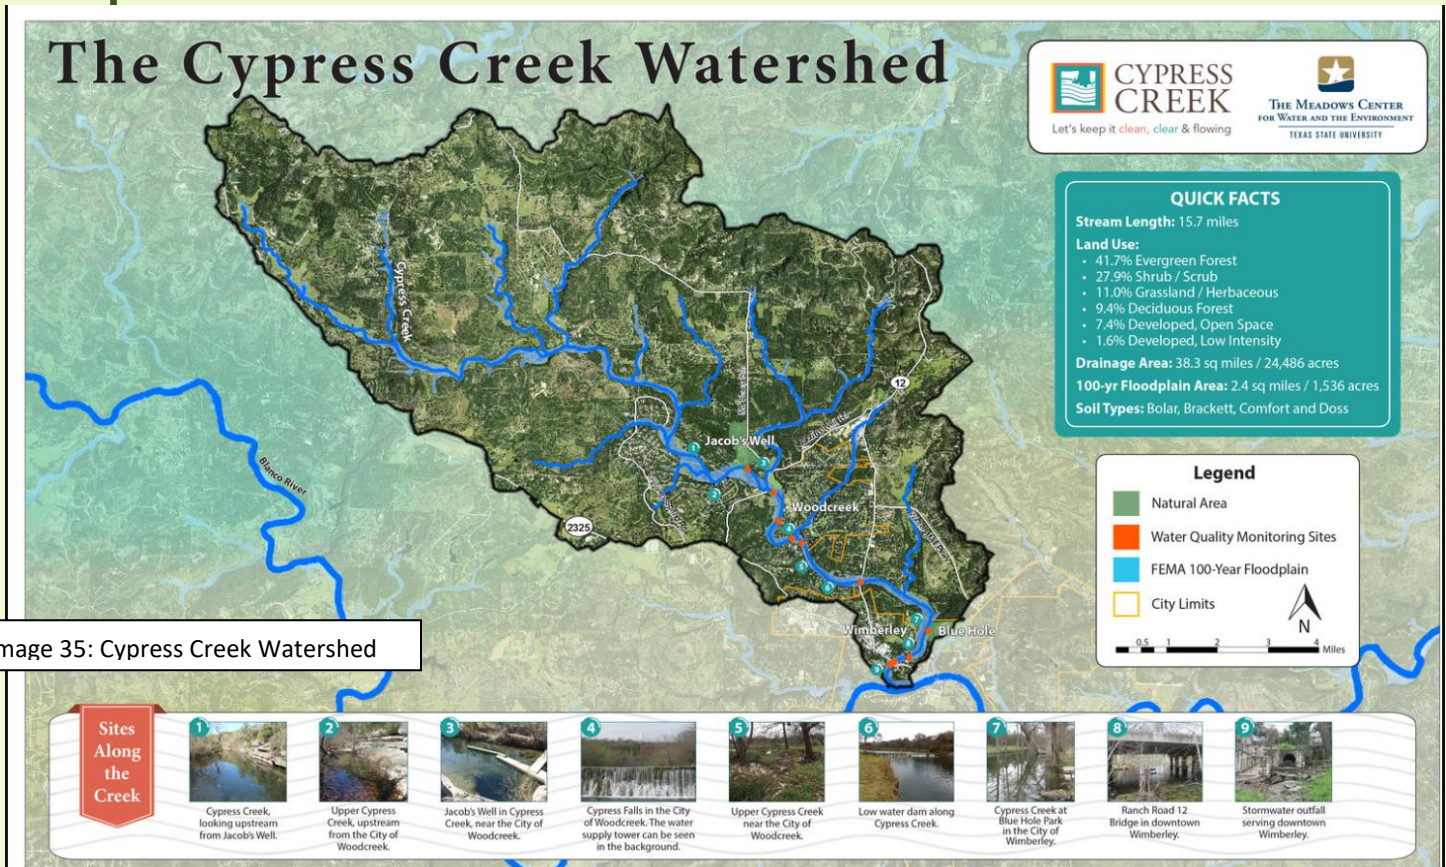 The Cypress Creek Watershed
CYPRESS
CREEK
Let's keep it clean, clear & flowing
THE MEADOWS CENTER
FOR WATER AND THE ENVIRONMENT
TEXAS STATE UNIVERSITY
QUICK FACTS
Stream Length: 15.7 miles
Land Use:
• 41.7% Evergreen Forest
• 27.9% Shrub / Scrub
• 11.0% Grassland / Herbaceous
• 9.4% Deciduous Forest
• 7.4% Developed, Open Space
• 1.6% Developed, Low Intensity
Drainage Area: 38.3 sq miles / 24,486 acres
100-yr Floodplain Area: 2.4 sq miles / 1,536 acres
Soil Types: Bolar, Brackett, Comfort and Doss
Cypress Creek
12
Jacob's Well
1
3
2
Blanco River
2325
Woodcreek
4
5
6
7
Wimberley
Blue Hole
8
9
Legend
Natural Area
Water Quality Monitoring Sites
FEMA 100-Year Floodplain
City Limits
N
0.5 1 2 3 4 Miles
mage 35: Cypress Creek Watershed
Sites
Along
the
Creek
1
Cypress Creek,
looking upstream
from Jacob's Well.
2
Upper Cypress
Creek, upstream
from the City of
Woodcreek.
3
Jacob's Well in Cypress
Creek, near the City of
Woodcreek.
4
Cypress Falls in the City
of Woodcreek. The water
supply tower can be seen
in the background.
5
Upper Cypress Creek
near the City of
Woodcreek.
6
Low water dam along
Cypress Creek.
7
Cypress Creek at
Blue Hole Park
in the City of
Wimberley.
8
Ranch Road 12
Bridge in downtown
Wimberley.
9
Stormwater outfall
serving downtown
Wimberley.